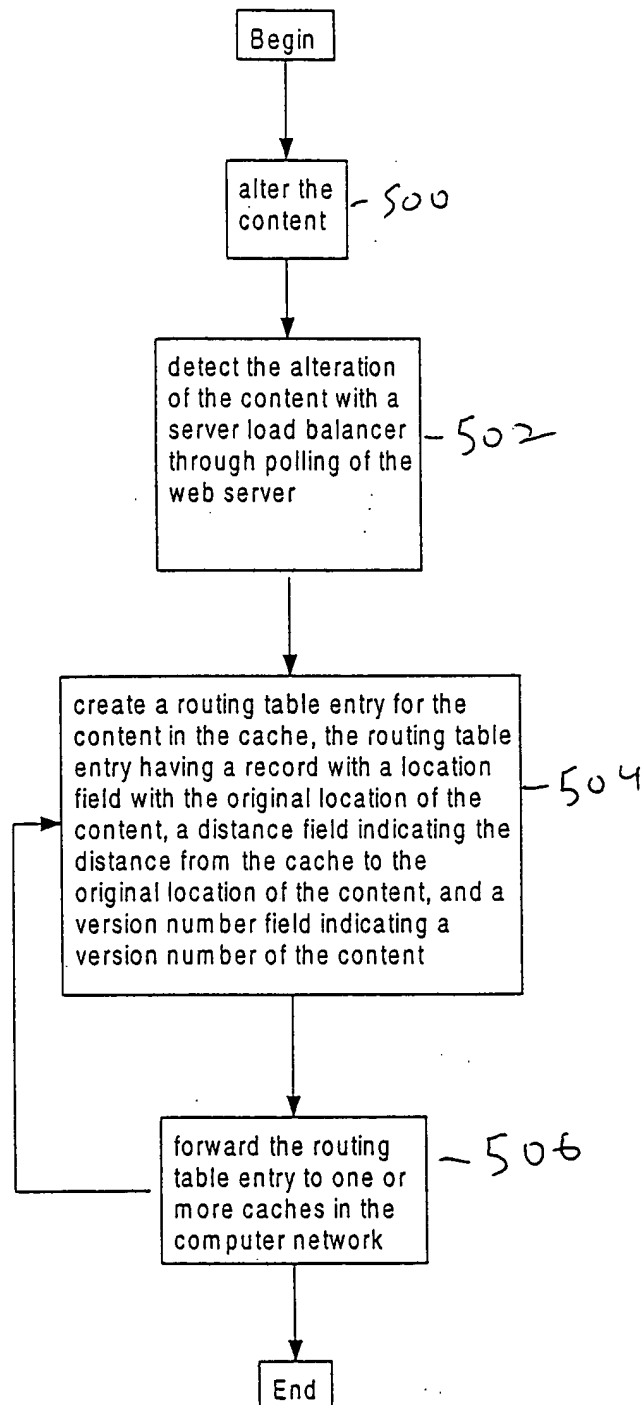 Begin
alter the
content
500
detect the alteration
of the content with a
server load balancer
through polling of the
web server
502
create a routing table entry for the
content in the cache, the routing table
entry having a record with a location
field with the original location of the
content, a distance field indicating the
distance from the cache to the
original location of the content, and a
version number field indicating a
version number of the content
504
forward the routing
table entry to one or
more caches in the
computer network
506
End